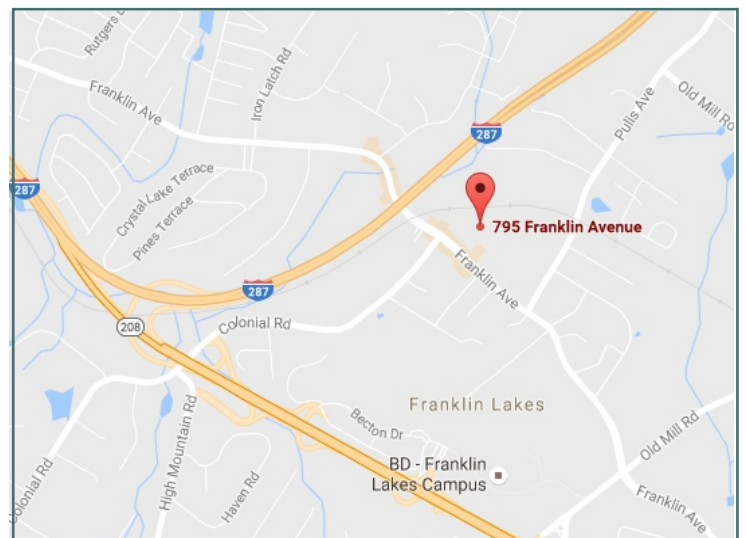 Rutgers
Franklin Ave
Iron Latch Rd
287
Pulis Ave
Old Mill Rd
287
Crystal Lake Terrace
Pines Terrace
795 Franklin Avenue
Franklin Ave
287
208
Colonial Rd
Franklin Lakes
High Mountain Rd
Becton Dr
Old Mill Rd
BD - Franklin
Lakes Campus
Colonial Rd
Haven Rd
Franklin Ave